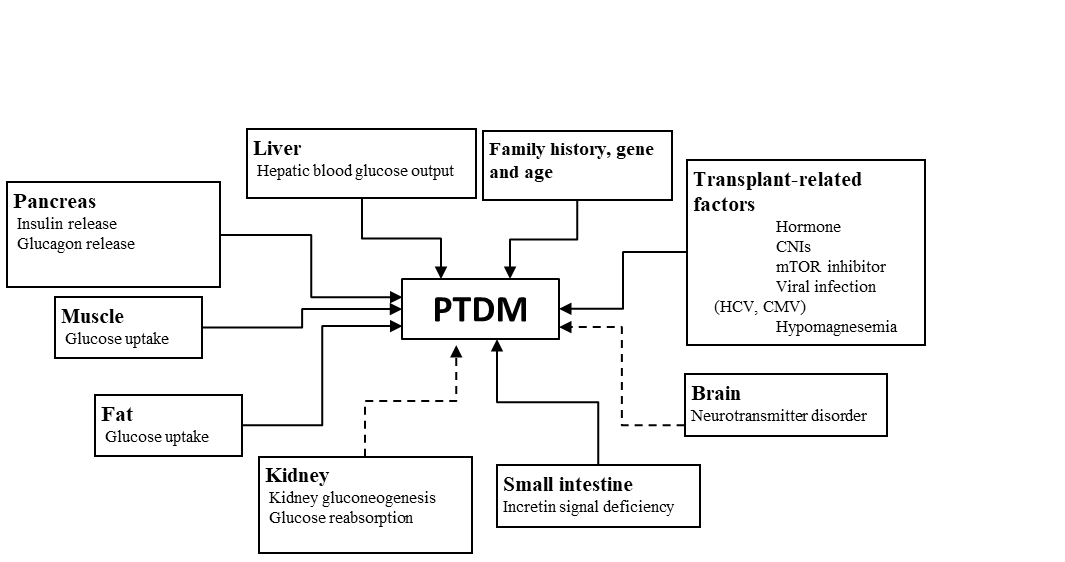 Liver
Hepatic blood glucose output
Family history, gene
and age
Transplant-related
factors
Hormone
CNIs
mTOR inhibitor
Viral infection
(HCV, CMV)
Hypomagnesemia
Pancreas
Insulin release
Glucagon release
PTDM
Muscle
Glucose uptake
Fat
Glucose uptake
Brain
Neurotransmitter disorder
Kidney
Kidney gluconeogenesis
Glucose reabsorption
Small intestine
Incretin signal deficiency